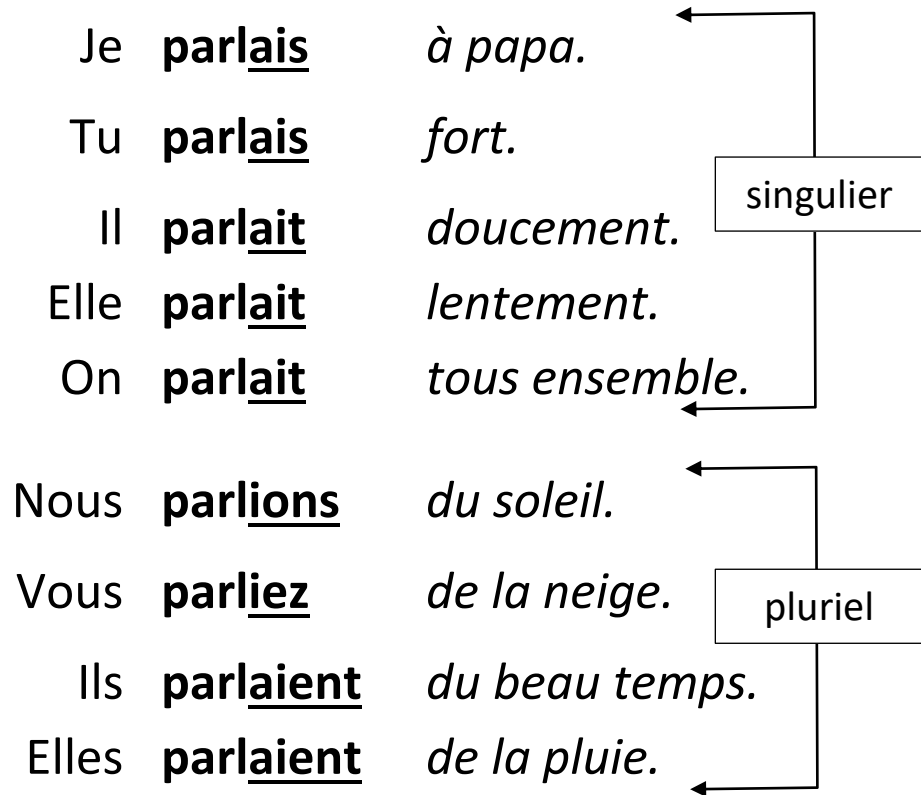 Je parlais à papa.
Tu parlais fort.
singulier
Il parlait doucement.
Elle parlait lentement.
On parlait tous ensemble.
Nous parlions du soleil.
Vous parliez de la neige.
pluriel
Ils parlaient du beau temps.
Elles parlaient de la pluie.